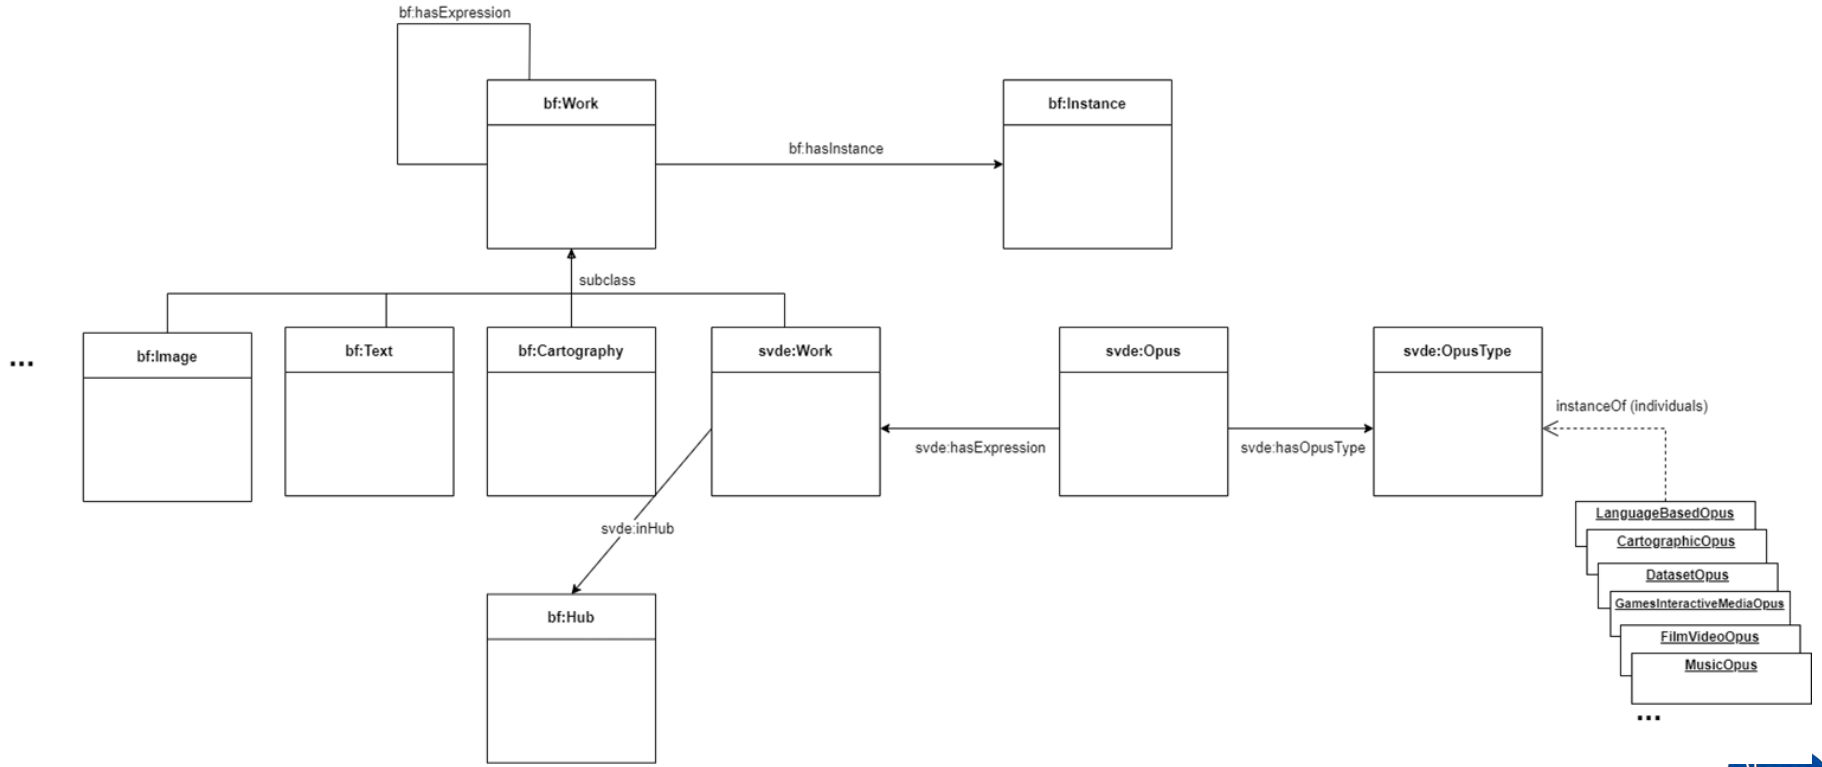 bf:hasExpression
bf:Work
bf:Instance
bf:hasInstance
subclass
...
bf:Image
bf:Text
bf:Cartography
svde:Work
svde:Opus
svde:OpusType
instanceOf (individuals)
svde:hasExpression
svde:hasOpusType
svde:inHub
LanguageBasedOpus
CartographicOpus
DatasetOpus
GamesInteractiveMediaOpus
FilmVideoOpus
MusicOpus
...
bf:Hub